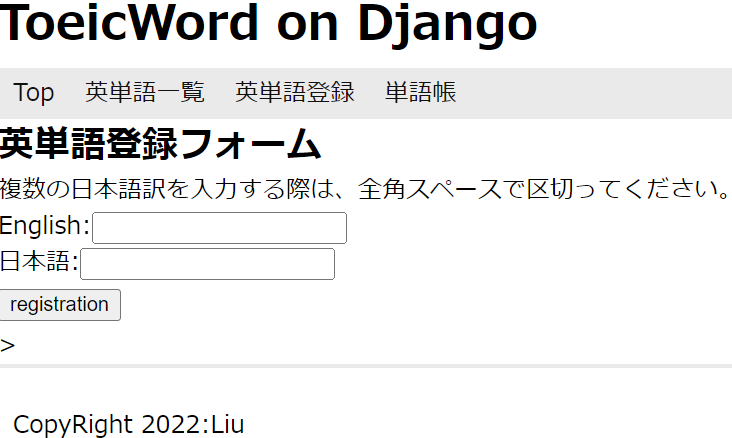 ToeicWord on Django
Top 英単語一覧 英単語登録 単語帳
英単語登録フォーム
複数の日本語訳を入力する際は、全角スペースで区切ってください。
English:
日本語:
registration
>
CopyRight 2022:Liu